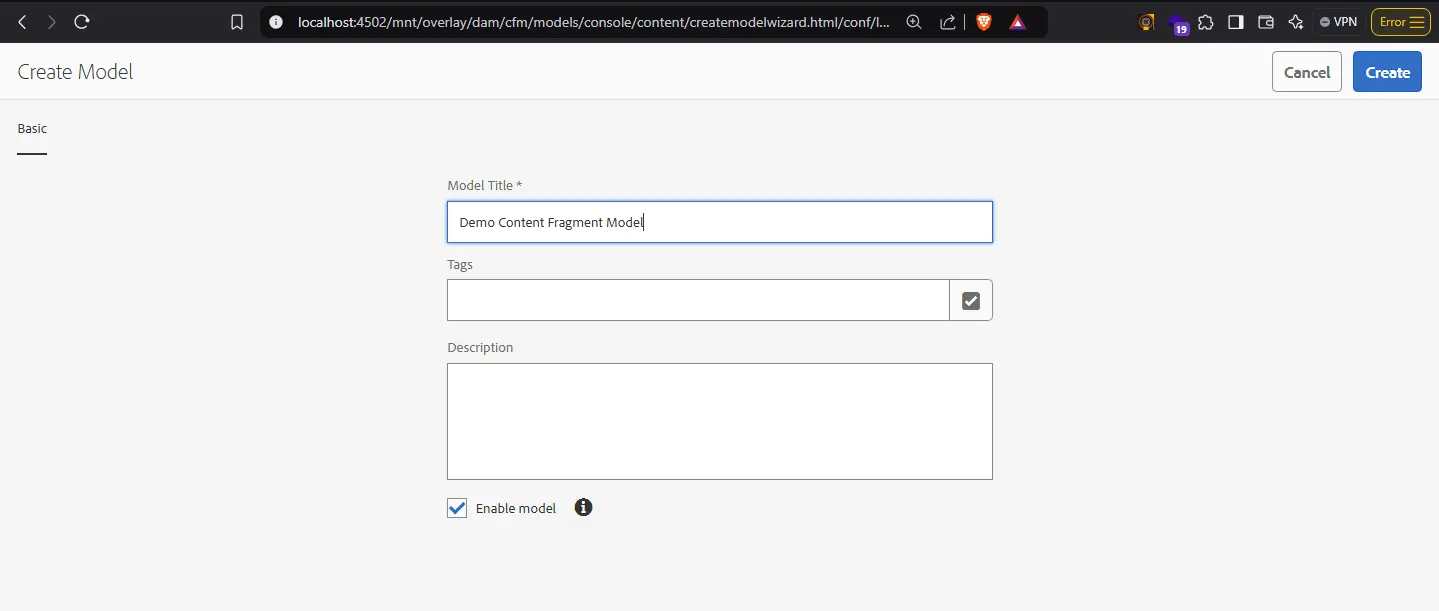 localhost:4502/mnt/overlay/dam/cfm/models/console/content/createmodelwizard.html/conf/l...
19
VPN
Error
Create Model
Cancel
Create
Basic
Model Title *
Demo Content Fragment Model
Tags
Description
Enable model